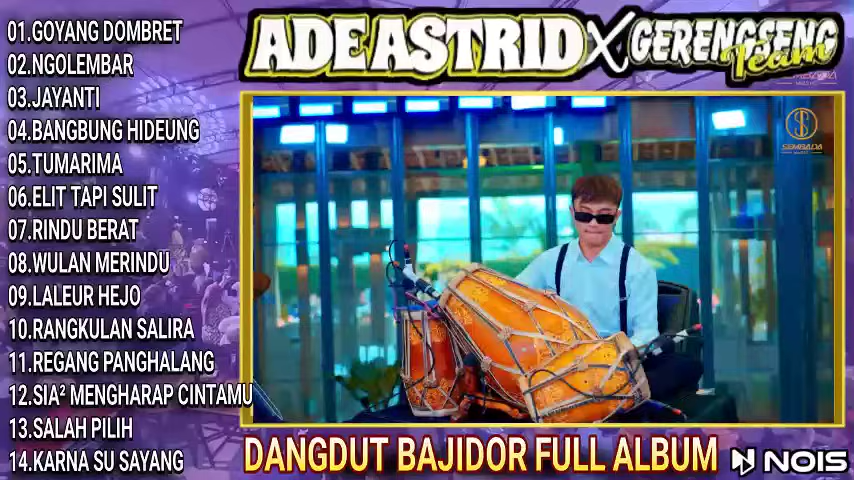 ADE ASTRID X GERENGSENG
Team
01.GOYANG DOMBRET
02.NGOLEMBAR
03.JAYANTI
04.BANGBUNG HIDEUNG
05.TUMARIMA
06.ELIT TAPI SULIT
07.RINDU BERAT
08.WULAN MERINDU
09.LALEUR HEJO
10.RANGKULAN SALIRA
11.REGANG PANGHALANG
12.SIA² MENGHARAP CINTAMU
13.SALAH PILIH
14.KARNA SU SAYANG
SEMBADA
MUSIC
DANGDUT BAJIDOR FULL ALBUM
NOIS